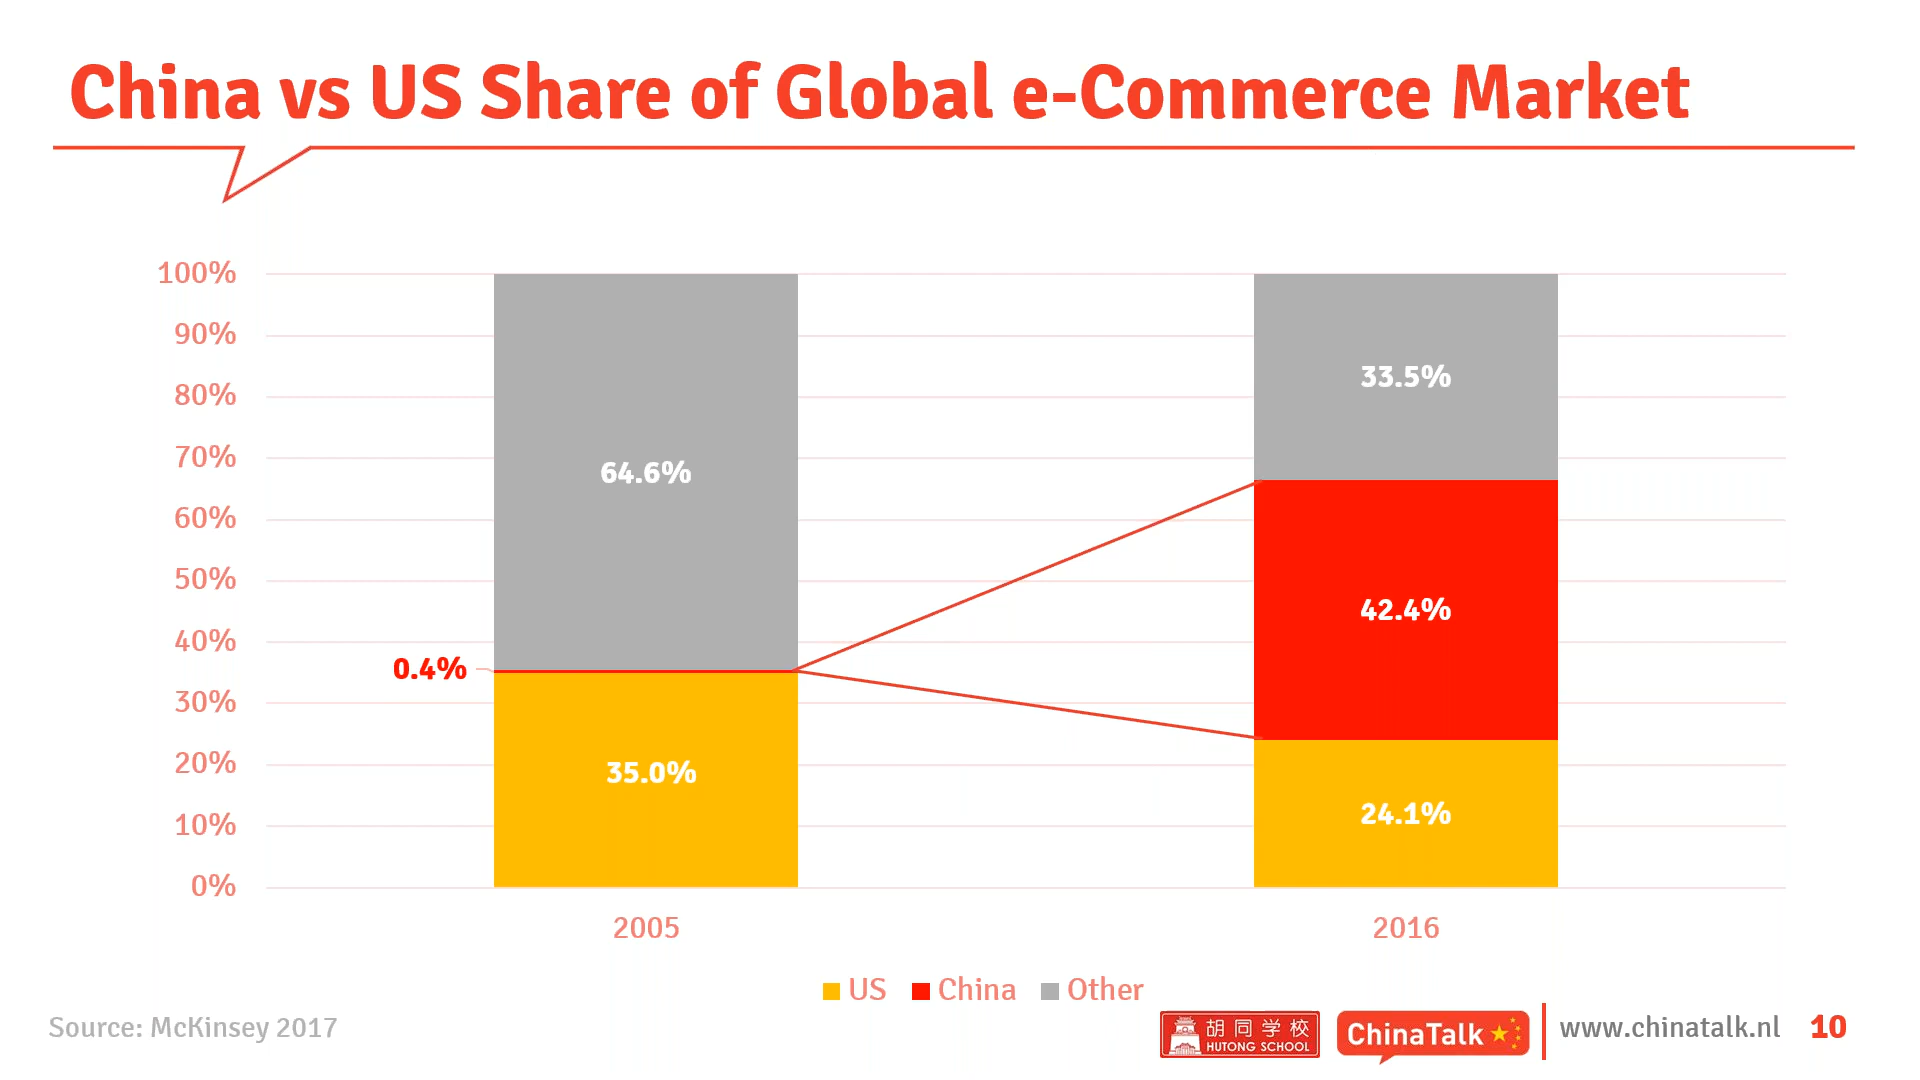 China vs US Share of Global e-Commerce Market
100%
90%
80%
70%
60%
50%
40%
30%
20%
10%
0%
64.6%
0.4%
35.0%
33.5%
42.4%
24.1%
2005
2016
US China Other
Source: McKinsey 2017
胡同学校
HUTONG SCHOOL
ChinaTalk
www.chinatalk.nl
10